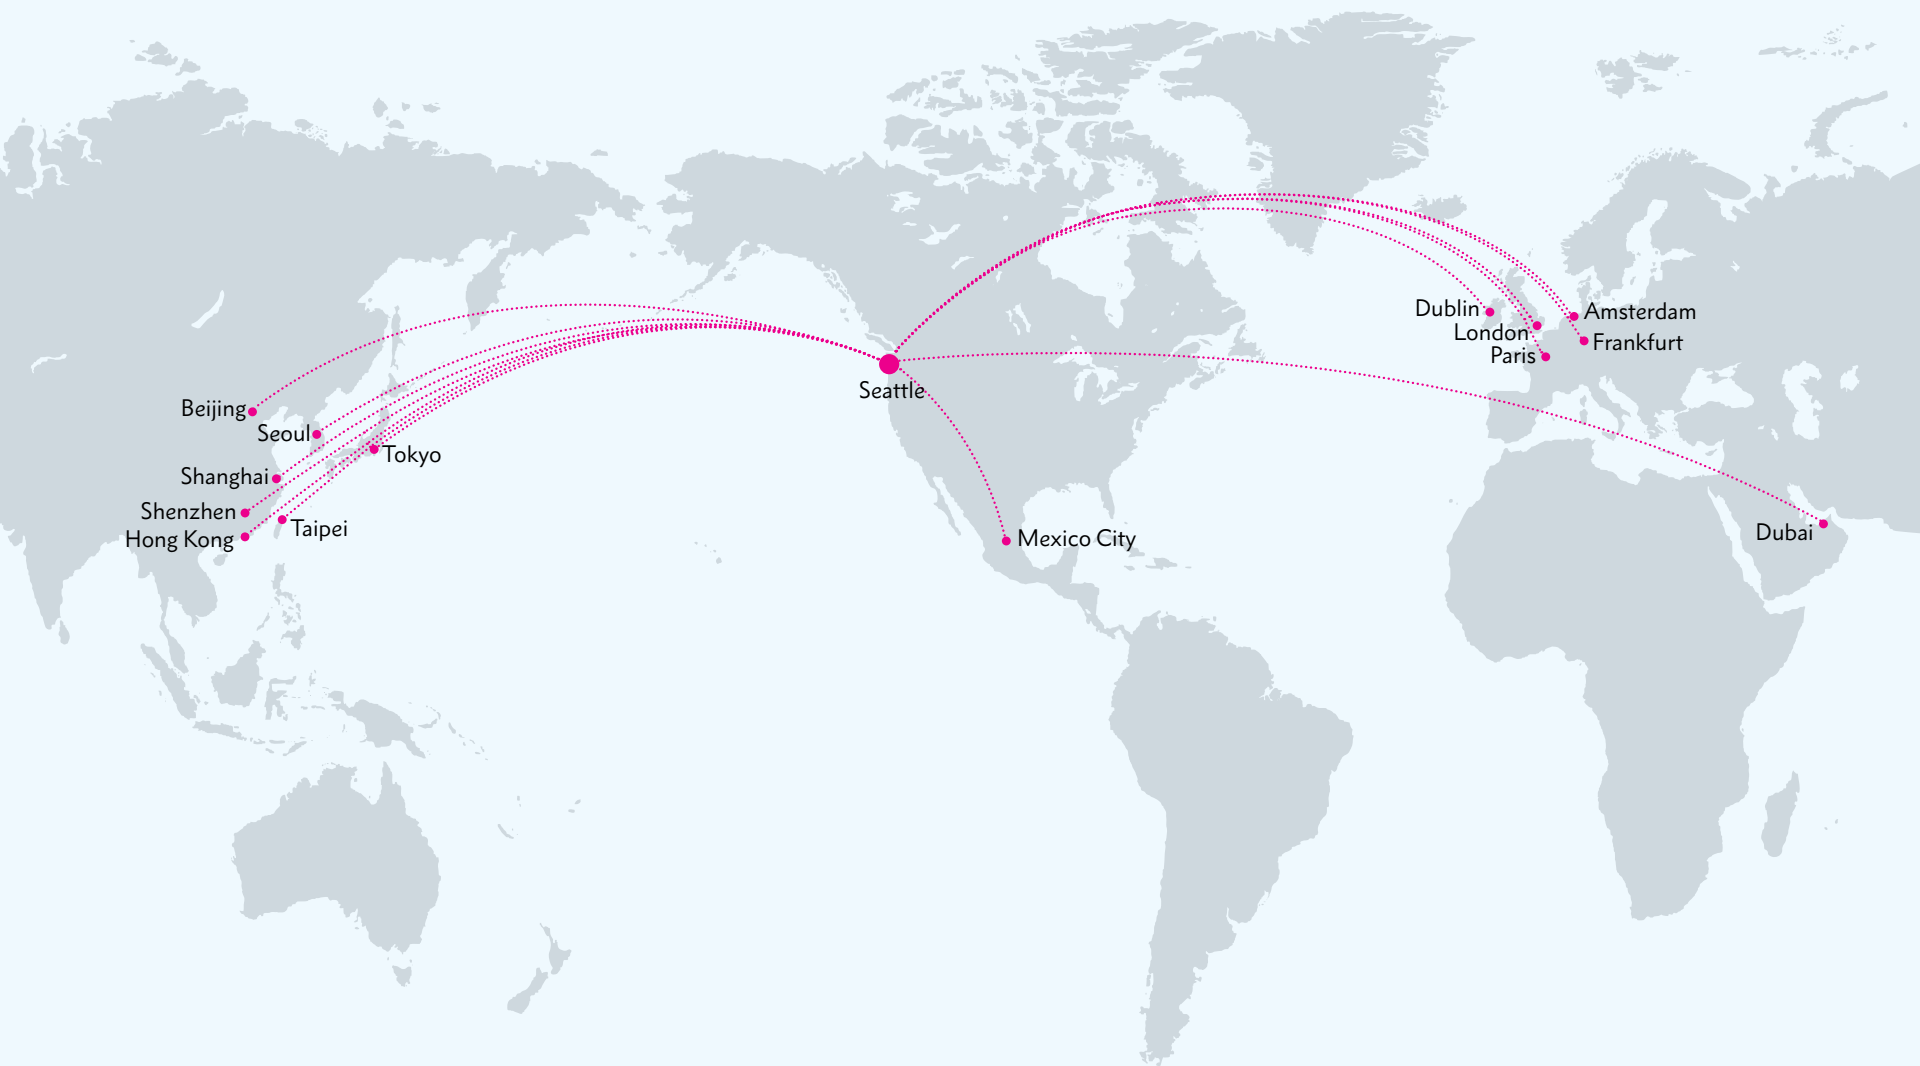 Dublin
Amsterdam
London
Frankfurt
Paris
Seattle
Beijing
Seoul
Tokyo
Shanghai
Shenzhen
Taipei
Hong Kong
Mexico City
Dubai